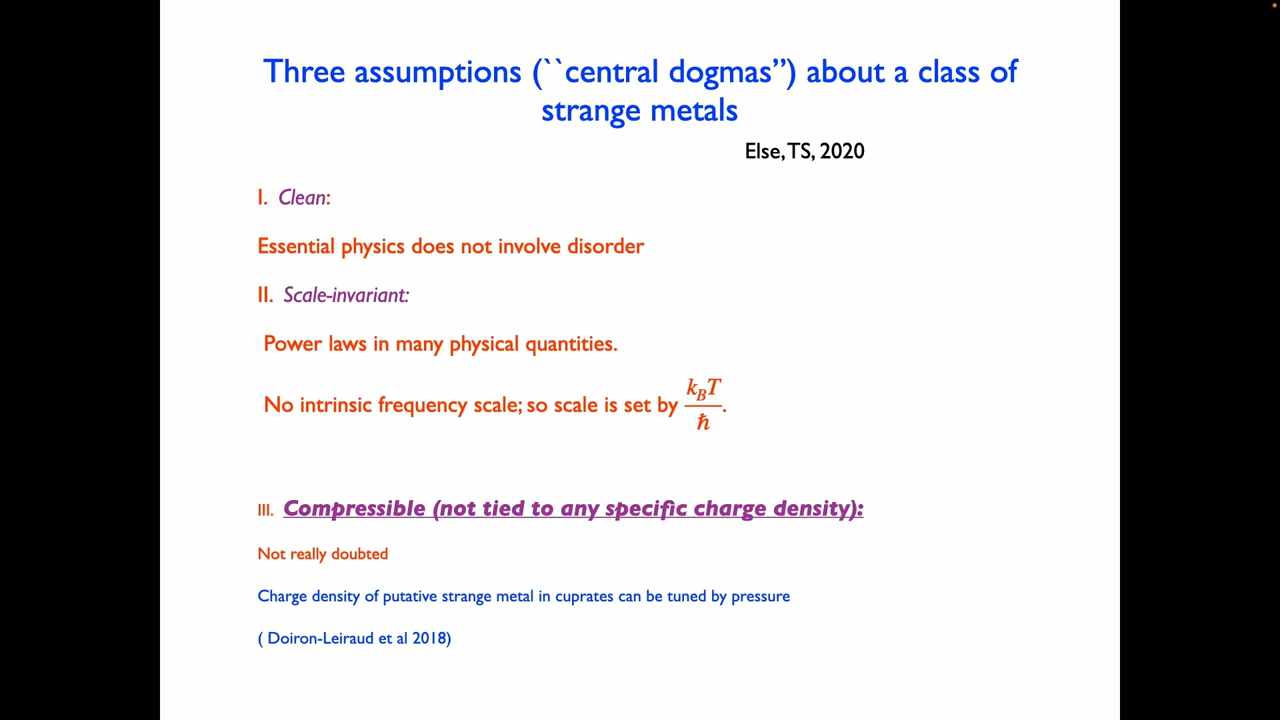 Three assumptions (``central dogmas”) about a class of
strange metals
Else, TS, 2020
I. Clean:
Essential physics does not involve disorder
II. Scale-invariant:
Power laws in many physical quantities.
No intrinsic frequency scale; so scale is set by k_BT/ℏ.
III. Compressible (not tied to any specific charge density):
Not really doubted
Charge density of putative strange metal in cuprates can be tuned by pressure
( Doiron-Leiraud et al 2018)